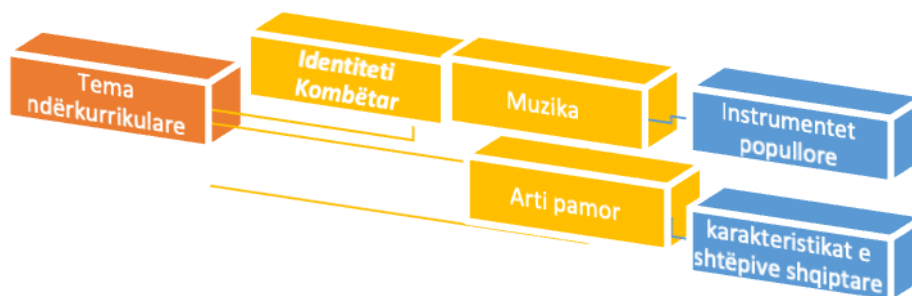 Tema
ndërkurrikulare
Identiteti
Kombëtar
Muzika
Instrumentet
popullore
Arti pamor
karakteristikat e
shtëpive shqiptare